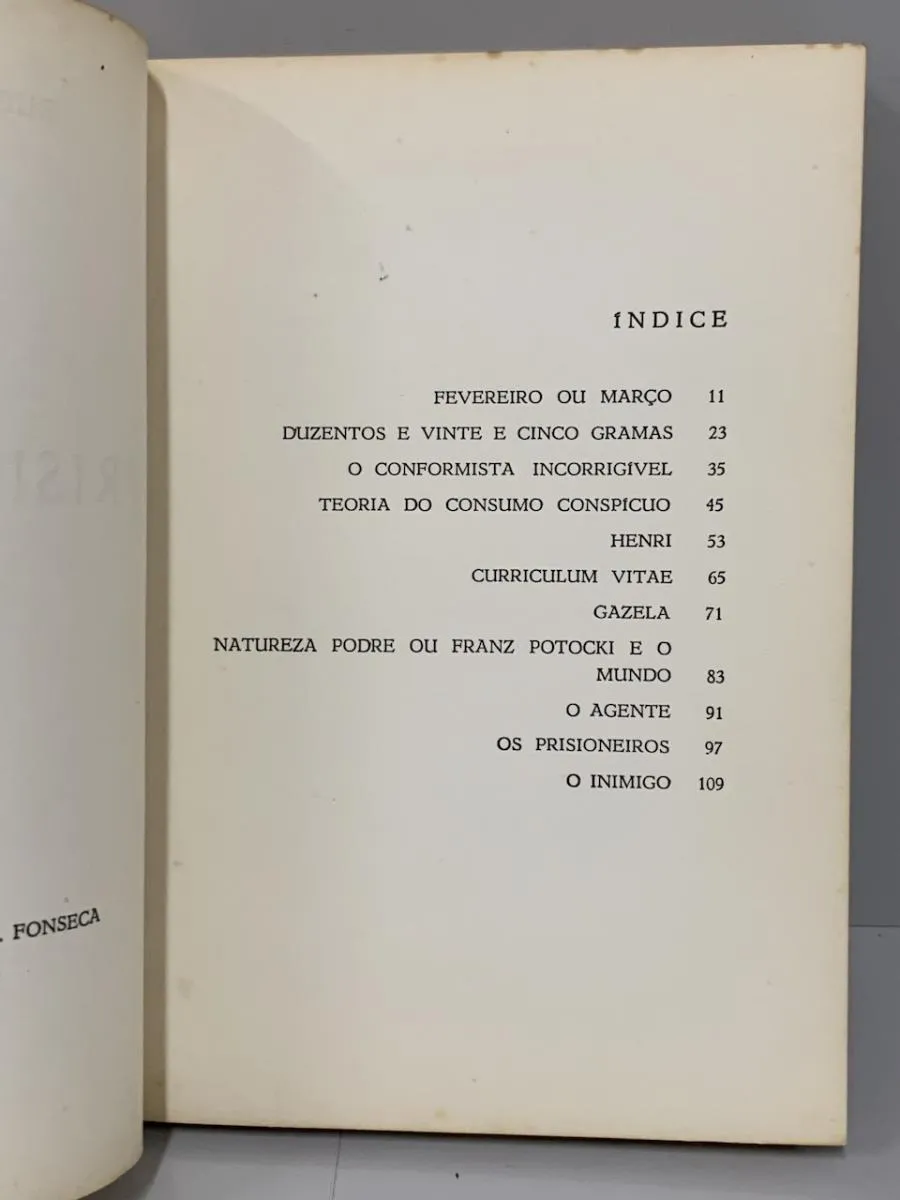 ÍNDICE
FEVEREIRO OU MARÇO 11
DUZENTOS E VINTE E CINCO GRAMAS 23
O CONFORMISTA INCORRIGÍVEL 35
TEORIA DO CONSUMO CONSPÍCUO 45
HENRI 53
CURRICULUM VITAE 65
GAZELA 71
NATUREZA PODRE OU FRANZ POTOCKI E O
MUNDO 83
O AGENTE 91
OS PRISIONEIROS 97
O INIMIGO 109
. FONSECA